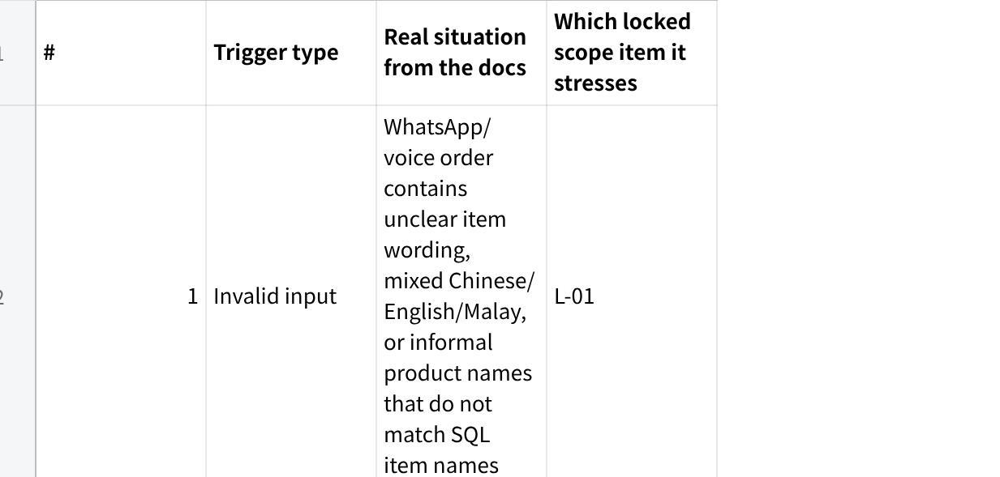 #
Trigger type
Real situation
from the docs
Which locked
scope item it
stresses
1
Invalid input
WhatsApp/
voice order
contains
unclear item
wording,
mixed Chinese/
English/Malay,
or informal
product names
that do not
match SQL
item names
L-01